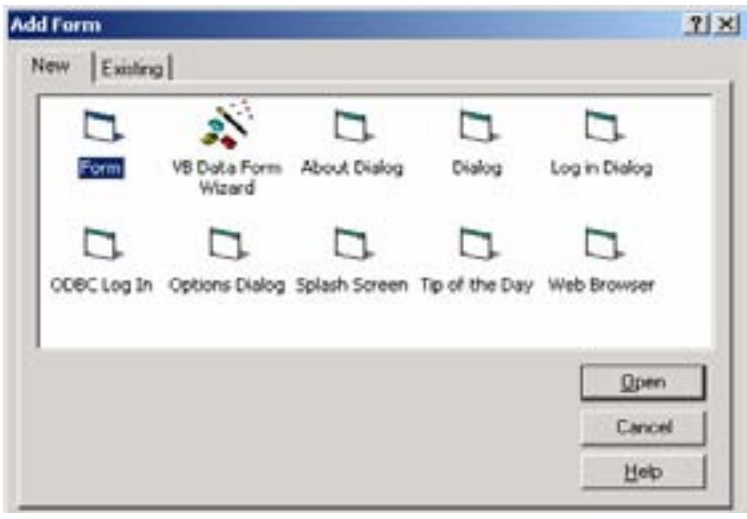 Add Form
New Existing
Form VB Data Form Wizard About Dialog Dialog Log in Dialog
ODBC Log In Options Dialog Splash Screen Tip of the Day Web Browser
Open
Cancel
Help